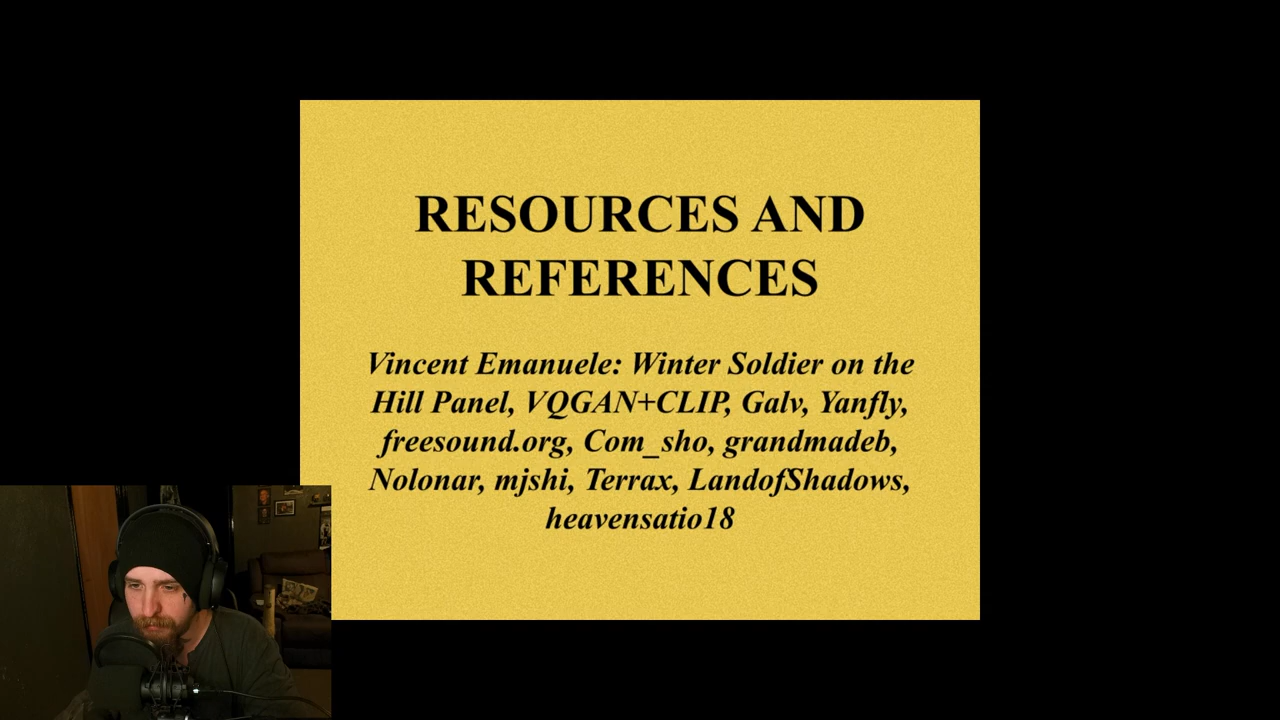 RESOURCES AND
REFERENCES
Vincent Emanuele: Winter Soldier on the
Hill Panel, VQGAN+CLIP, Galv, Yanfly,
freesound.org, Com_sho, grandmadeb,
Nolonar, mjshi, Terrax, LandofShadows,
heavensatio18